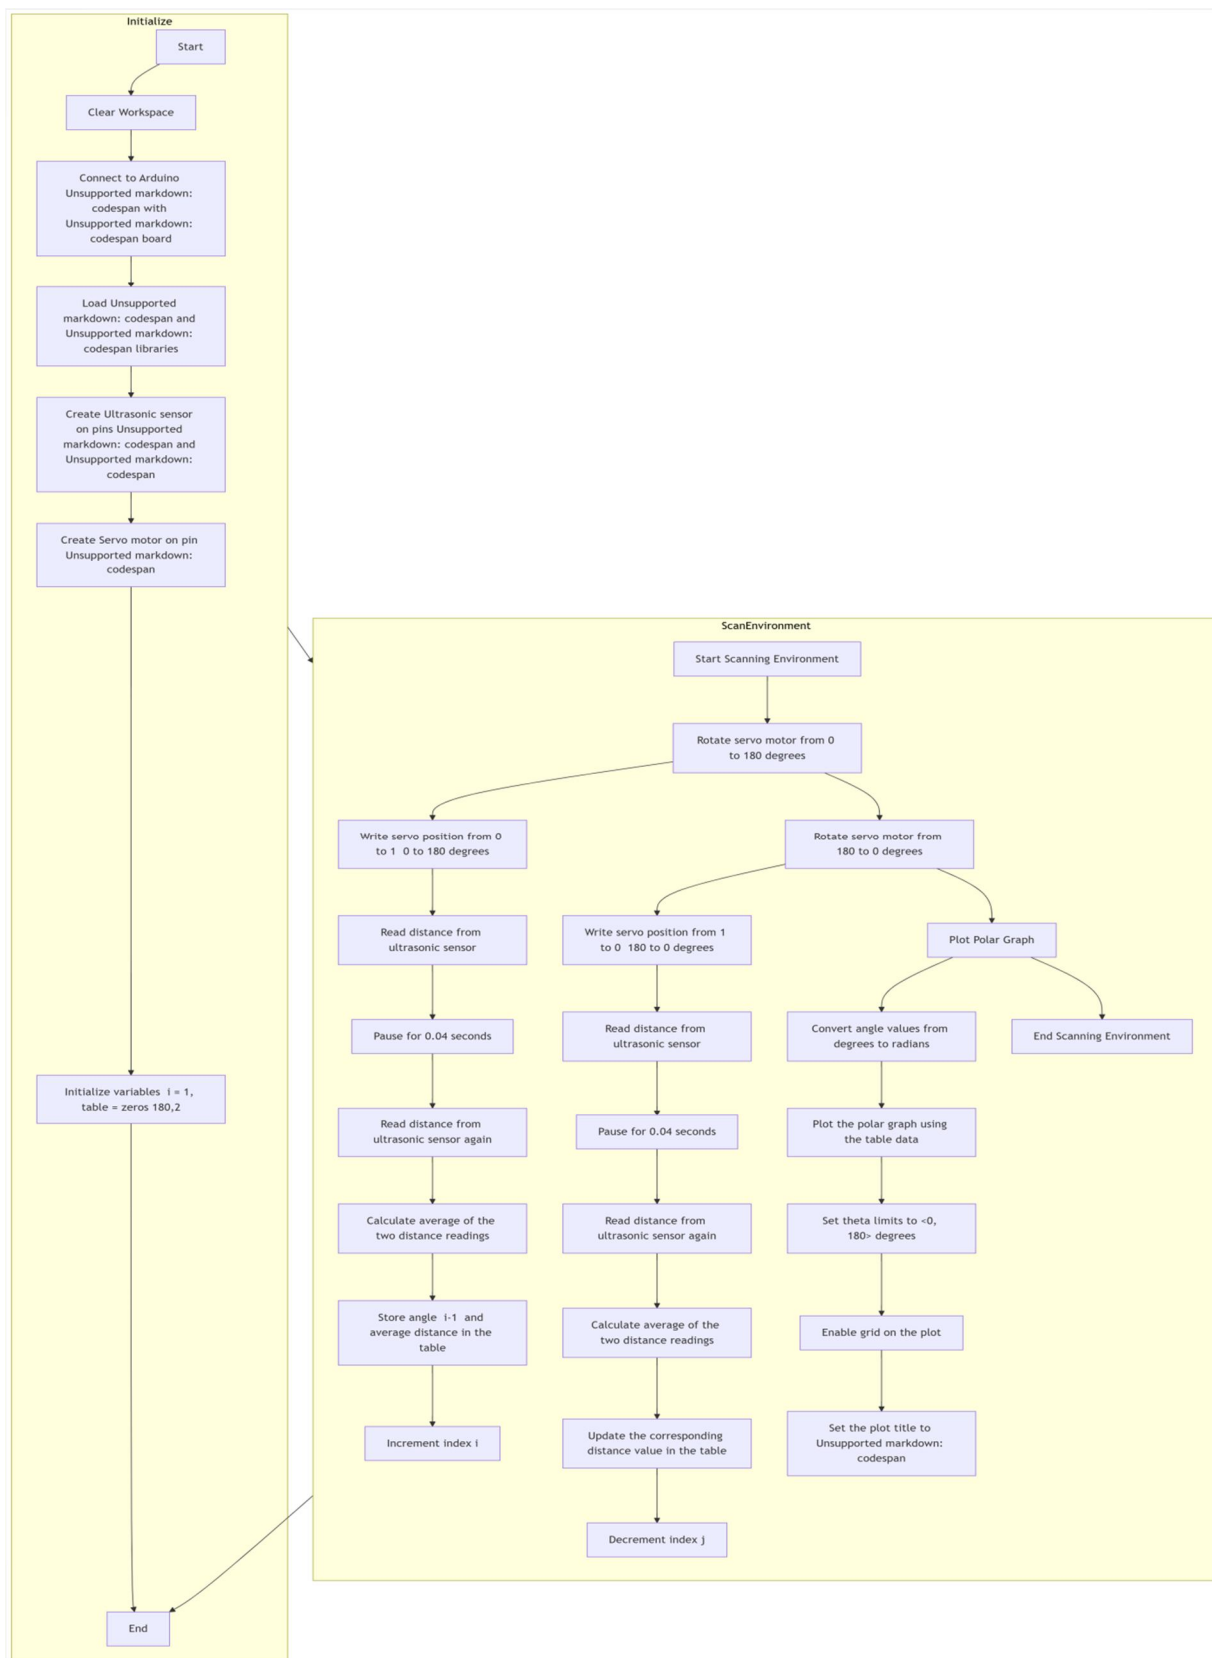 Initialize
Start
Clear Workspace
Connect to Arduino
Unsupported markdown:
codespan with
Unsupported markdown:
codespan board
Load Unsupported
markdown: codespan and
Unsupported markdown:
codespan libraries
Create Ultrasonic sensor
on pins Unsupported
markdown: codespan and
Unsupported markdown:
codespan
Create Servo motor on pin
Unsupported markdown:
codespan
Initialize variables  i = 1,
table = zeros 180,2
End
ScanEnvironment
Start Scanning Environment
Rotate servo motor from 0
to 180 degrees
Write servo position from 0
to 1  0 to 180 degrees
Read distance from
ultrasonic sensor
Pause for 0.04 seconds
Read distance from
ultrasonic sensor again
Calculate average of the
two distance readings
Store angle  i-1  and
average distance in the
table
Increment index i
Rotate servo motor from
180 to 0 degrees
Write servo position from 1
to 0  180 to 0 degrees
Read distance from
ultrasonic sensor
Pause for 0.04 seconds
Read distance from
ultrasonic sensor again
Calculate average of the
two distance readings
Update the corresponding
distance value in the table
Decrement index j
Plot Polar Graph
Convert angle values from
degrees to radians
Plot the polar graph using
the table data
Set theta limits to <0,
180> degrees
Enable grid on the plot
Set the plot title to
Unsupported markdown:
codespan
End Scanning Environment